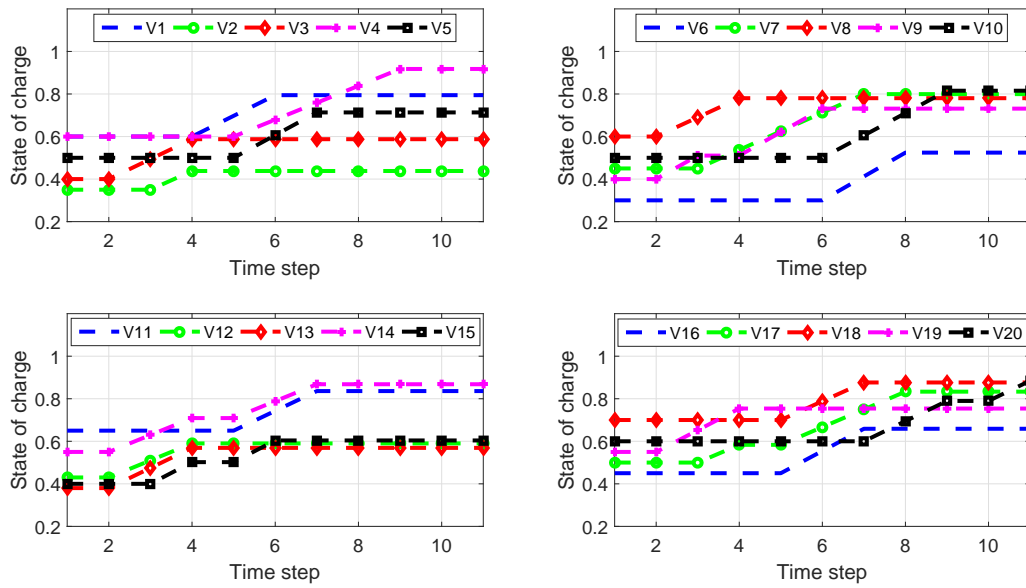 V1 V2 V3 V4 V5
State of charge
1
0.8
0.6
0.4
0.2
2 4 6 8 10
Time step
V6 V7 V8 V9 V10
State of charge
1
0.8
0.6
0.4
0.2
2 4 6 8 10
Time step
V11 V12 V13 V14 V15
State of charge
1
0.8
0.6
0.4
0.2
2 4 6 8 10
Time step
V16 V17 V18 V19 V20
State of charge
1
0.8
0.6
0.4
0.2
2 4 6 8 10
Time step